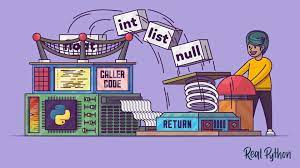 int
list
null
CALLER
CODE
RETURN
Real Python